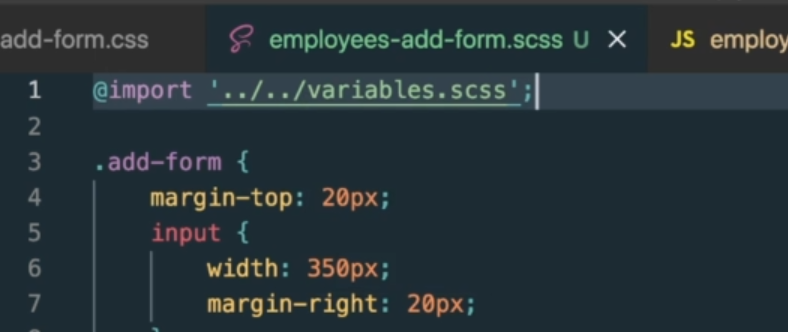 add-form.css employees-add-form.scss U × JS employ
1 @import '../../variables.scss';
2
3 .add-form {
4 margin-top: 20px;
5 input {
6 width: 350px;
7 margin-right: 20px;